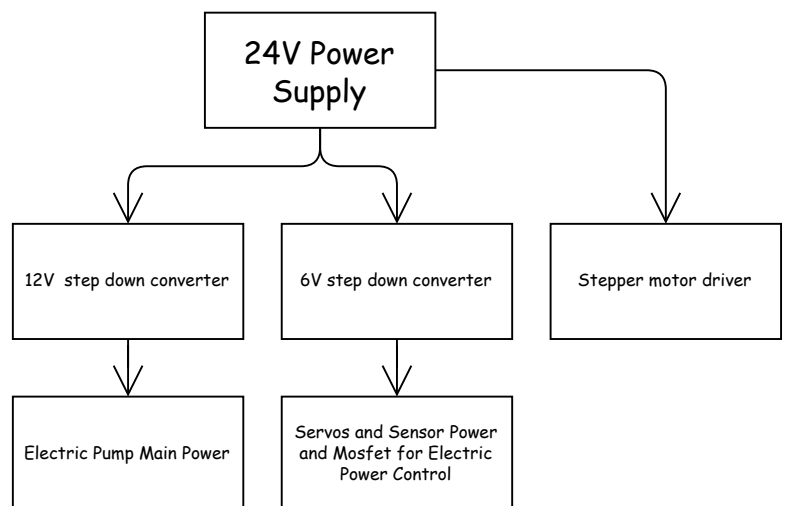 24V Power
Supply
12V  step down converter
6V step down converter
Stepper motor driver
Electric Pump Main Power
Servos and Sensor Power
and Mosfet for Electric
Power Control